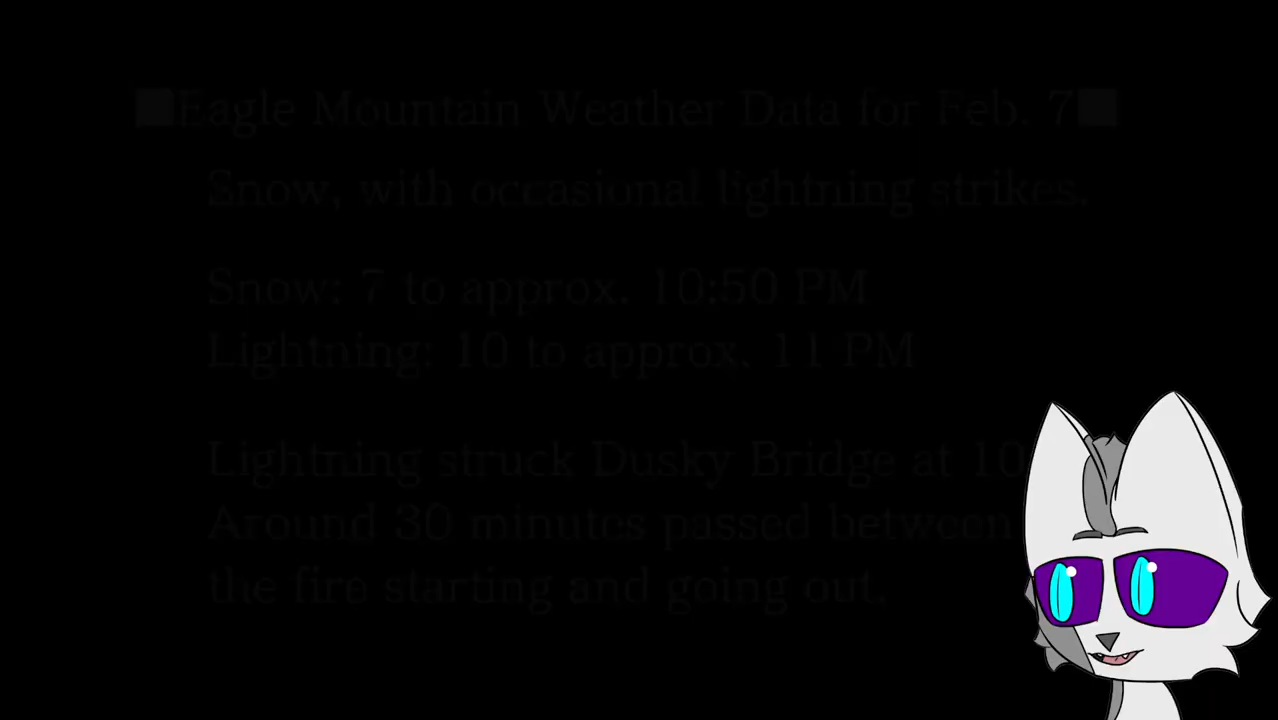 ■Eagle Mountain Weather Data for Feb. 7■
Snow, with occasional lightning strikes.
Snow: 7 to approx. 10:50 PM
Lightning: 10 to approx. 11 PM
Lightning struck Dusky Bridge at 10
Around 30 minutes passed between
the fire starting and going out.